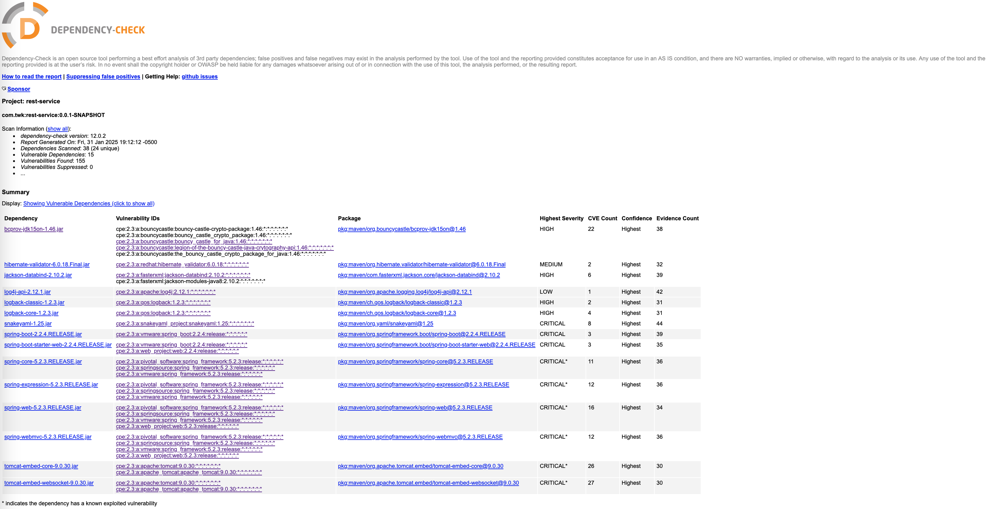 DEPENDENCY-CHECK
Dependency-Check is an open source tool performing a best effort analysis of 3rd party dependencies; false positives and false negatives may exist in the analysis performed by the tool. Use of the tool and the reporting provided constitutes acceptance for use in an AS IS condition, and there are NO warranties, implied or otherwise, with regard to the analysis or its use. Any use of the tool and the
reporting provided is at the user's risk. In no event shall the copyright holder or OWASP be held liable for any damages whatsoever arising out of or in connection with the use of this tool, the analysis performed, or the resulting report.
How to read the report | Suppressing false positives | Getting Help: github issues
Sponsor
Project: rest-service
com.twk:rest-service:0.0.1-SNAPSHOT
Scan Information (show all):
• dependency-check version: 12.0.2
• Report Generated On: Fri, 31 Jan 2025 19:12:12 -0500
• Dependencies Scanned: 38 (24 unique)
• Vulnerable Dependencies: 15
• Vulnerabilities Found: 155
• Vulnerabilities Suppressed: 0
• ...
Summary
Display: Showing Vulnerable Dependencies (click to show all)
Dependency Vulnerability IDs Package Highest Severity CVE Count Confidence Evidence Count
bcprov-jdk15on-1.46.jar cpe:2.3:a:bouncycastle:bouncy-castle-crypto-package:1.46:*:*:*:*:*:*:* pkg:maven/org.bouncycastle/bcprov-jdk15on@1.46 HIGH 22 Highest 38
cpe:2.3:a:bouncycastle:bouncy_castle_crypto_package:1.46:*:*:*:*:*:*:*
cpe:2.3:a:bouncycastle:bouncy_castle_for_java:1.46:*:*:*:*:*:*:*
cpe:2.3:a:bouncycastle:legion-of-the-bouncy-castle-java-crytography-api:1.46:*:*:*:*:*:*:*
cpe:2.3:a:bouncycastle:the_bouncy_castle_crypto_package_for_java:1.46:*:*:*:*:*:*:*
hibernate-validator-6.0.18.Final.jar cpe:2.3:a:redhat:hibernate_validator:6.0.18:*:*:*:*:*:*:* pkg:maven/org.hibernate.validator/hibernate-validator@6.0.18.Final MEDIUM 2 Highest 32
jackson-databind-2.10.2.jar cpe:2.3:a:fasterxml:jackson-databind:2.10.2:*:*:*:*:*:*:* pkg:maven/com.fasterxml.jackson.core/jackson-databind@2.10.2 HIGH 6 Highest 39
cpe:2.3:a:fasterxml:jackson-modules-java8:2.10.2:*:*:*:*:*:*:*
log4j-api-2.12.1.jar cpe:2.3:a:apache:log4j:2.12.1:*:*:*:*:*:*:* pkg:maven/org.apache.logging.log4j/log4j-api@2.12.1 LOW 1 Highest 42
logback-classic-1.2.3.jar cpe:2.3:a:qos:logback:1.2.3:*:*:*:*:*:*:* pkg:maven/ch.qos.logback/logback-classic@1.2.3 HIGH 2 Highest 31
logback-core-1.2.3.jar cpe:2.3:a:qos:logback:1.2.3:*:*:*:*:*:*:* pkg:maven/ch.qos.logback/logback-core@1.2.3 HIGH 4 Highest 31
snakeyaml-1.25.jar cpe:2.3:a:snakeyaml_project:snakeyaml:1.25:*:*:*:*:*:*:* pkg:maven/org.yaml/snakeyaml@1.25 CRITICAL 8 Highest 44
spring-boot-2.2.4.RELEASE.jar cpe:2.3:a:vmware:spring_boot:2.2.4:release:*:*:*:*:*:* pkg:maven/org.springframework.boot/spring-boot@2.2.4.RELEASE CRITICAL 3 Highest 39
spring-boot-starter-web-2.2.4.RELEASE.jar cpe:2.3:a:vmware:spring_boot:2.2.4:release:*:*:*:*:*:* pkg:maven/org.springframework.boot/spring-boot-starter-web@2.2.4.RELEASE CRITICAL 3 Highest 35
cpe:2.3:a:web_project:web:2.2.4:release:*:*:*:*:*:*
spring-core-5.2.3.RELEASE.jar cpe:2.3:a:pivotal_software:spring_framework:5.2.3:release:*:*:*:*:*:* pkg:maven/org.springframework/spring-core@5.2.3.RELEASE CRITICAL* 11 Highest 36
cpe:2.3:a:springsource:spring_framework:5.2.3:release:*:*:*:*:*:*
cpe:2.3:a:vmware:spring_framework:5.2.3:release:*:*:*:*:*:*
spring-expression-5.2.3.RELEASE.jar cpe:2.3:a:pivotal_software:spring_framework:5.2.3:release:*:*:*:*:*:* pkg:maven/org.springframework/spring-expression@5.2.3.RELEASE CRITICAL* 12 Highest 36
cpe:2.3:a:springsource:spring_framework:5.2.3:release:*:*:*:*:*:*
cpe:2.3:a:vmware:spring_framework:5.2.3:release:*:*:*:*:*:*
spring-web-5.2.3.RELEASE.jar cpe:2.3:a:pivotal_software:spring_framework:5.2.3:release:*:*:*:*:*:* pkg:maven/org.springframework/spring-web@5.2.3.RELEASE CRITICAL* 16 Highest 34
cpe:2.3:a:springsource:spring_framework:5.2.3:release:*:*:*:*:*:*
cpe:2.3:a:vmware:spring_framework:5.2.3:release:*:*:*:*:*:*
cpe:2.3:a:web_project:web:5.2.3:release:*:*:*:*:*:*
spring-webmvc-5.2.3.RELEASE.jar cpe:2.3:a:pivotal_software:spring_framework:5.2.3:release:*:*:*:*:*:* pkg:maven/org.springframework/spring-webmvc@5.2.3.RELEASE CRITICAL* 12 Highest 36
cpe:2.3:a:springsource:spring_framework:5.2.3:release:*:*:*:*:*:*
cpe:2.3:a:vmware:spring_framework:5.2.3:release:*:*:*:*:*:*
cpe:2.3:a:web_project:web:5.2.3:release:*:*:*:*:*:*
tomcat-embed-core-9.0.30.jar cpe:2.3:a:apache:tomcat:9.0.30:*:*:*:*:*:*:* pkg:maven/org.apache.tomcat.embed/tomcat-embed-core@9.0.30 CRITICAL* 26 Highest 30
cpe:2.3:a:apache_tomcat:apache_tomcat:9.0.30:*:*:*:*:*:*:*
tomcat-embed-websocket-9.0.30.jar cpe:2.3:a:apache:tomcat:9.0.30:*:*:*:*:*:*:* pkg:maven/org.apache.tomcat.embed/tomcat-embed-websocket@9.0.30 CRITICAL* 27 Highest 30
cpe:2.3:a:apache_tomcat:apache_tomcat:9.0.30:*:*:*:*:*:*:*
* indicates the dependency has a known exploited vulnerability